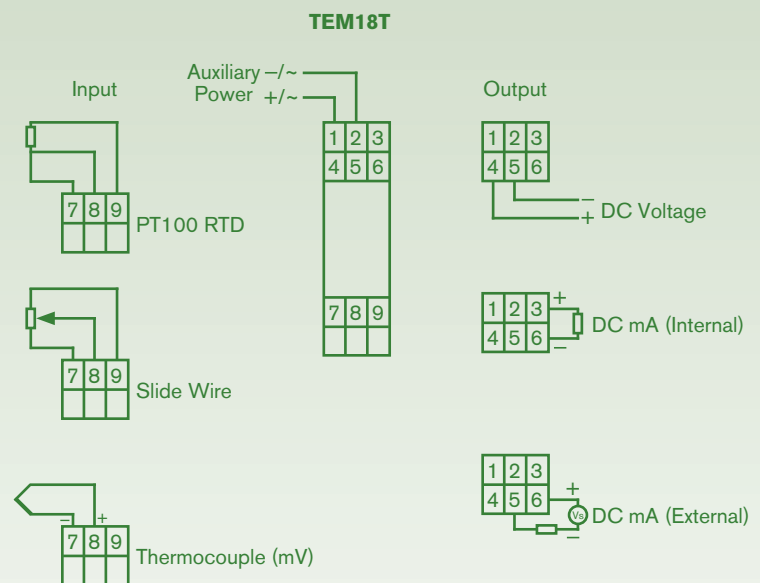 TEM18T
Input
Auxiliary −/~
Power +/~
Output
1 2 3
4 5 6
7 8 9
7 8 9
PT100 RTD
1 2 3
4 5 6
−
+ DC Voltage
7 8 9
Slide Wire
1 2 3
4 5 6
+
−
DC mA (Internal)
− +
7 8 9
Thermocouple (mV)
1 2 3
4 5 6
+
Vs
−
DC mA (External)